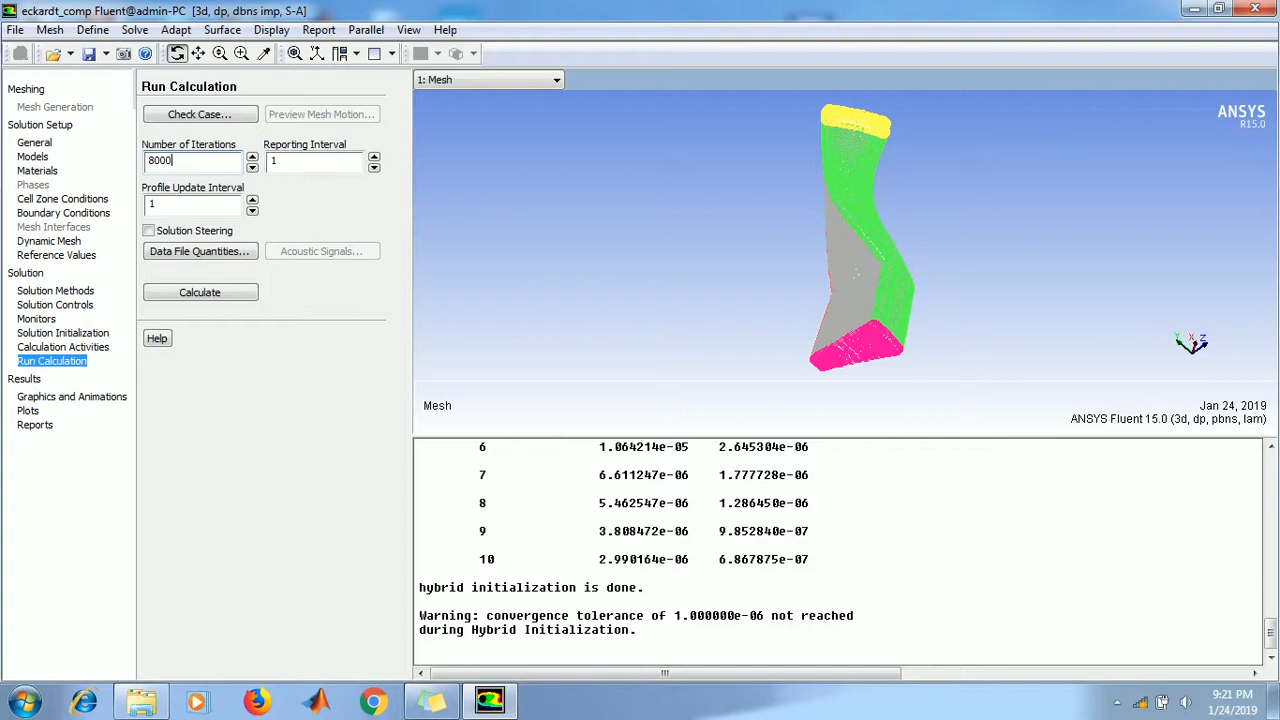 eckardt_comp Fluent@admin-PC [3d, dp, dbns imp, S-A]
File Mesh Define Solve Adapt Surface Display Report Parallel View Help
Meshing
Mesh Generation
Solution Setup
General
Models
Materials
Phases
Cell Zone Conditions
Boundary Conditions
Mesh Interfaces
Dynamic Mesh
Reference Values
Solution
Solution Methods
Solution Controls
Monitors
Solution Initialization
Calculation Activities
Run Calculation
Results
Graphics and Animations
Plots
Reports
Run Calculation
Check Case... Preview Mesh Motion...
Number of Iterations Reporting Interval
8000 1
Profile Update Interval
1
Solution Steering
Data File Quantities... Acoustic Signals...
Calculate
Help
1: Mesh
ANSYS
R15.0
Y X Z
Mesh Jan 24, 2019
ANSYS Fluent 15.0 (3d, dp, pbns, lam)
6 1.064214e-05 2.645304e-06
7 6.611247e-06 1.777728e-06
8 5.462547e-06 1.286450e-06
9 3.808472e-06 9.852840e-07
10 2.990164e-06 6.867875e-07
hybrid initialization is done.
Warning: convergence tolerance of 1.000000e-06 not reached
during Hybrid Initialization.
9:21 PM
1/24/2019